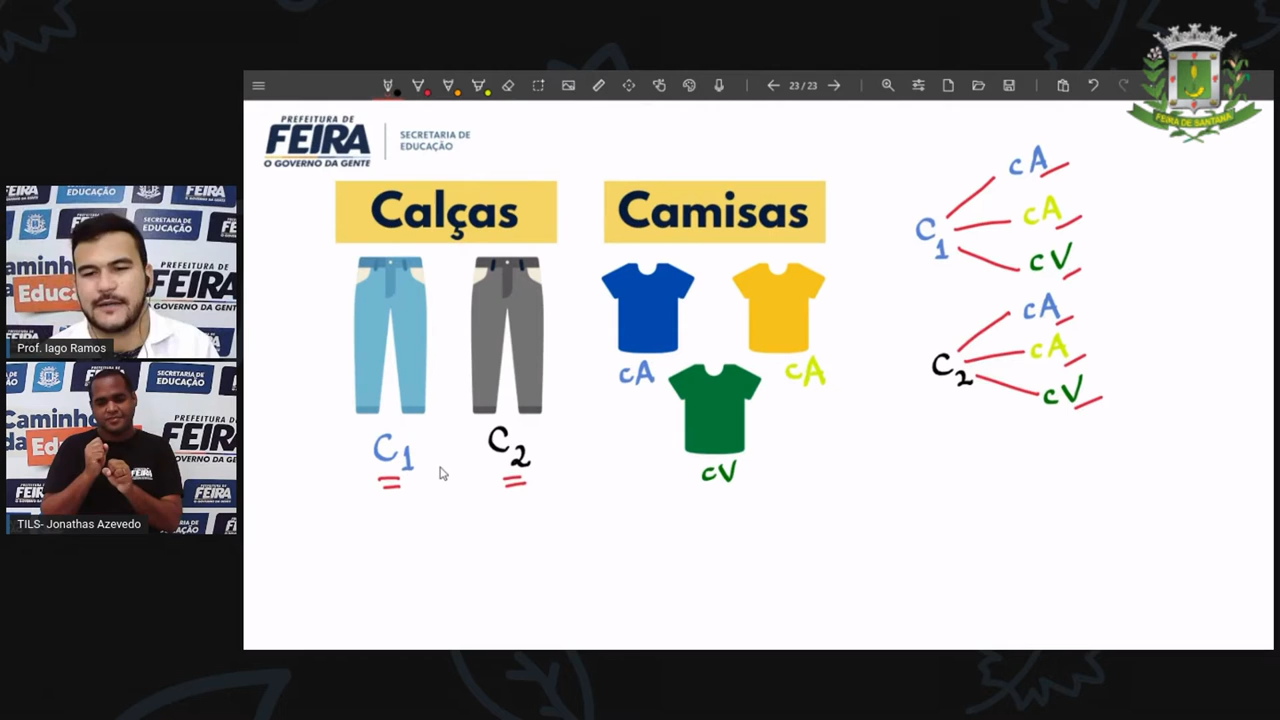 23 / 23
FEIRA DE SANTANA
PREFEITURA DE
FEIRA
O GOVERNO DA GENTE
SECRETARIA DE
EDUCAÇÃO
Calças
Camisas
C1
C2
cA
cA
cV
C1
cA
cA
cV
C2
cA
cA
cV
Prof. Iago Ramos
TILS- Jonathas Azevedo